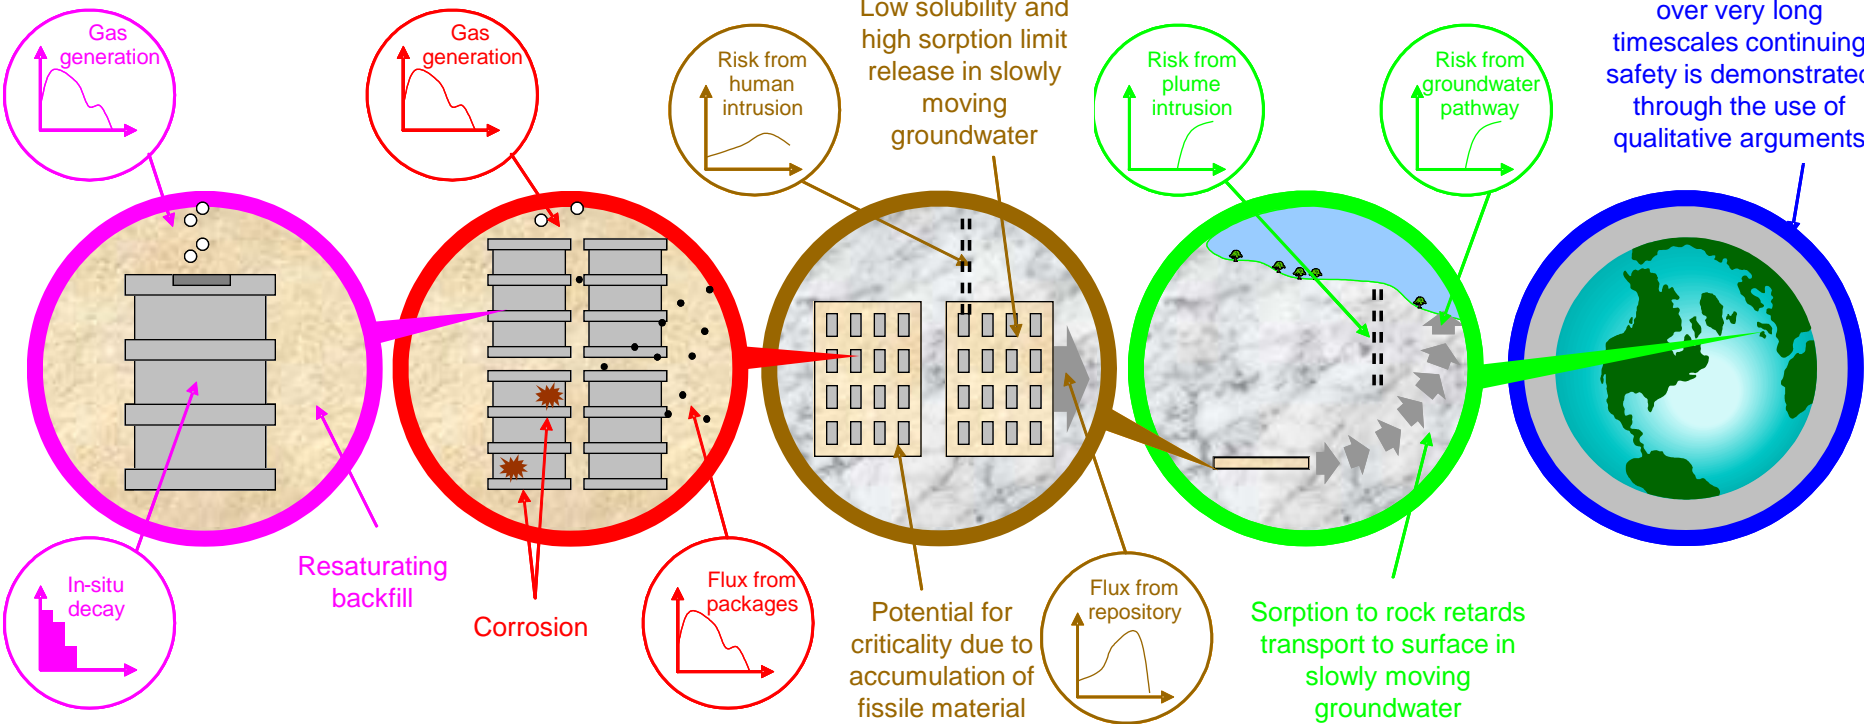 Gas
generation
In-situ
decay
Resaturating
backfill
Gas
generation
Corrosion
Flux from
packages
Risk from
human
intrusion
Low solubility and
high sorption limit
release in slowly
moving
groundwater
Potential for
criticality due to
accumulation of
fissile material
Flux from
repository
Risk from
plume
intrusion
Risk from
groundwater
pathway
Sorption to rock retards
transport to surface in
slowly moving
groundwater
over very long
timescales continuing
safety is demonstrated
through the use of
qualitative arguments